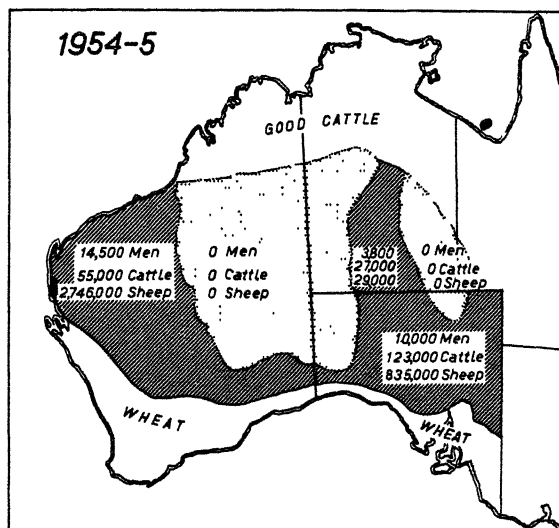 1954-5
GOOD CATTLE
14,500 Men
55,000 Cattle
2,746,000 Sheep
0 Men
0 Cattle
0 Sheep
3,800
27,000
29,000
0 Men
0 Cattle
0 Sheep
10,000 Men
123,000 Cattle
835,000 Sheep
WHEAT
WHEAT